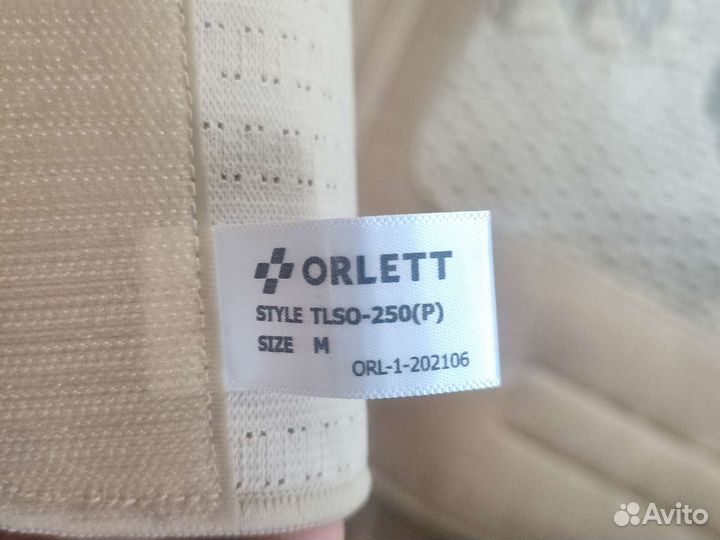 ORLETT
STYLE TLSO-250(P)
SIZE M
ORL-1-202106
Avito